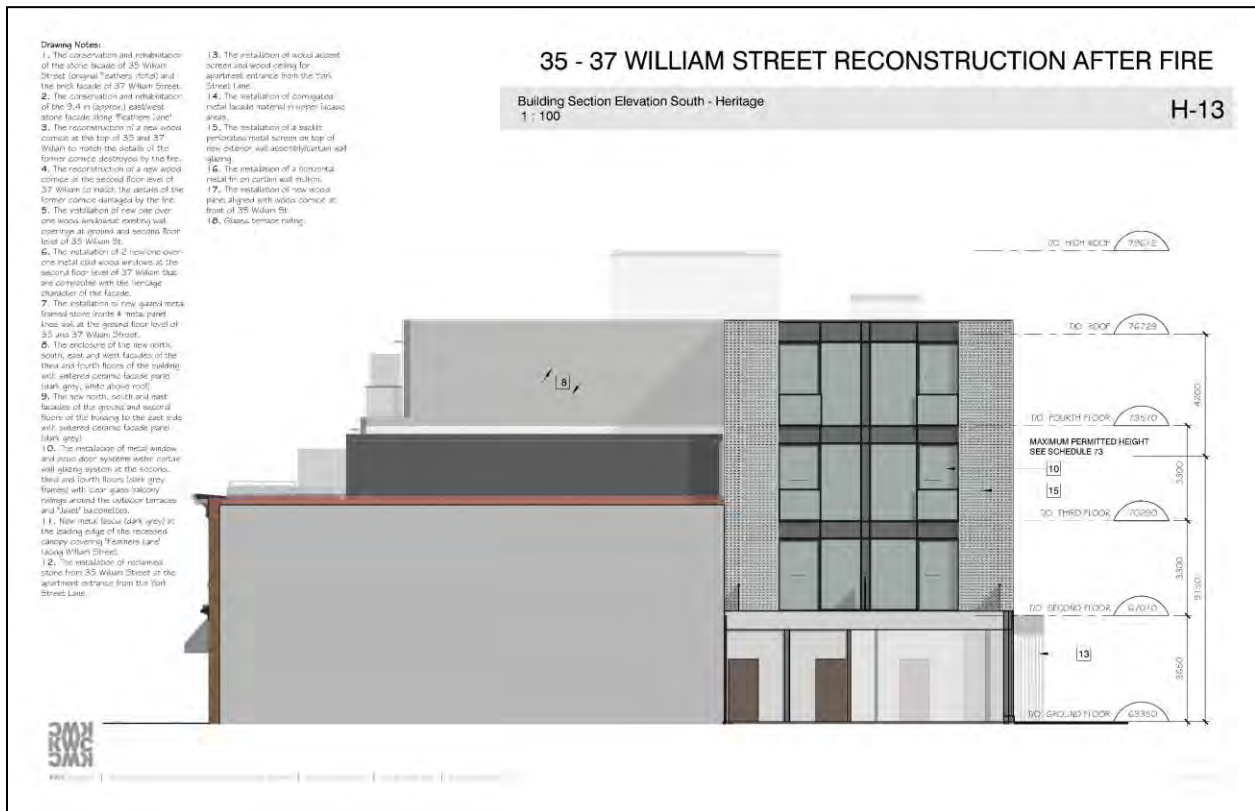 Drawing Notes:
1. The conservation and rehabilitation
of the stone facade of 35 William
Street (original "Feathers Hotel) and
the brick facade of 37 William Street.
2. The conservation and rehabilitation
of the 9.4 m (approx.) east/west
stone facade along "Feathers Lane"
3. The reconstruction of a new wood
cornice at the top of 35 and 37
William to match the details of the
former cornice destroyed by the fire.
4. The reconstruction of a new wood
cornice at the second floor level of
37 William to match the details of the
former cornice damaged by the fire.
5. The installation of new one over
one wood windows at existing wall
openings at ground and second floor
level of 35 William St.
6. The installation of 2 new one-over-
one metal clad wood windows at the
second floor level of 37 William that
are compatible with the heritage
character of the facade.
7. The installation of new glazed metal
framed store fronts & metal panel
knee wall at the ground floor level of
35 and 37 William Street.
8. The enclosure of the new north,
south, east and west facades of the
third and fourth floors of the building
with sintered ceramic facade panel
(dark grey, white above roof)
9. The new north, south and east
facades of the ground and second
floors of the building to the east side
with sintered ceramic facade panel
(dark grey)
10. The installation of metal window
and patio door systems within curtain
wall glazing system at the second,
third and fourth floors (dark grey
frames) with clear glass balcony
railings around the outdoor terraces
and "Juliet" balconettes.
11. New metal fascia (dark grey) at
the leading edge of the recessed
canopy covering "Feathers Lane"
facing William Street.
12. The installation of reclaimed
stone from 35 William Street at the
apartment entrance from the York
Street Lane.
13. The installation of wood accent
screen and wood ceiling for
apartment entrance from the York
Street Lane.
14. The installation of corrugated
metal facade material in upper facade
areas.
15. The installation of a backlit
perforated metal screen on top of
new exterior wall assembly/curtain wall
glazing.
16. The installation of a horizontal
metal fin on curtain wall mullion.
17. The installation of new wood
panel aligned with wood cornice at
front of 35 William St.
18. Glazed terrace railing.
35 - 37 WILLIAM STREET RECONSTRUCTION AFTER FIRE
Building Section Elevation South - Heritage
1 : 100
H-13
T/O HIGH ROOF 79612
T/O ROOF 76728
8
4200
T/O FOURTH FLOOR 73570
MAXIMUM PERMITTED HEIGHT
SEE SCHEDULE 73
10
3300
15
T/O THIRD FLOOR 70290
3300
9150
T/O SECOND FLOOR 67010
13
3650
T/O GROUND FLOOR 63350
KWC